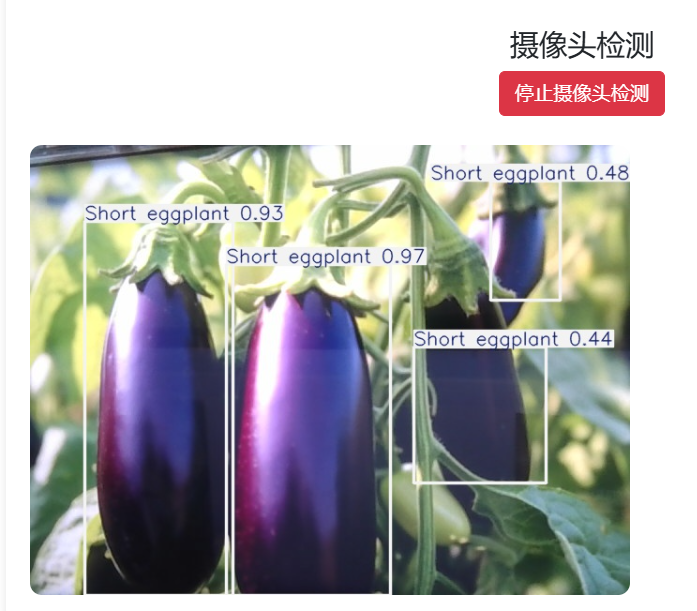 摄像头检测
停止摄像头检测
Short eggplant 0.48
Short eggplant 0.93
Short eggplant 0.97
Short eggplant 0.44